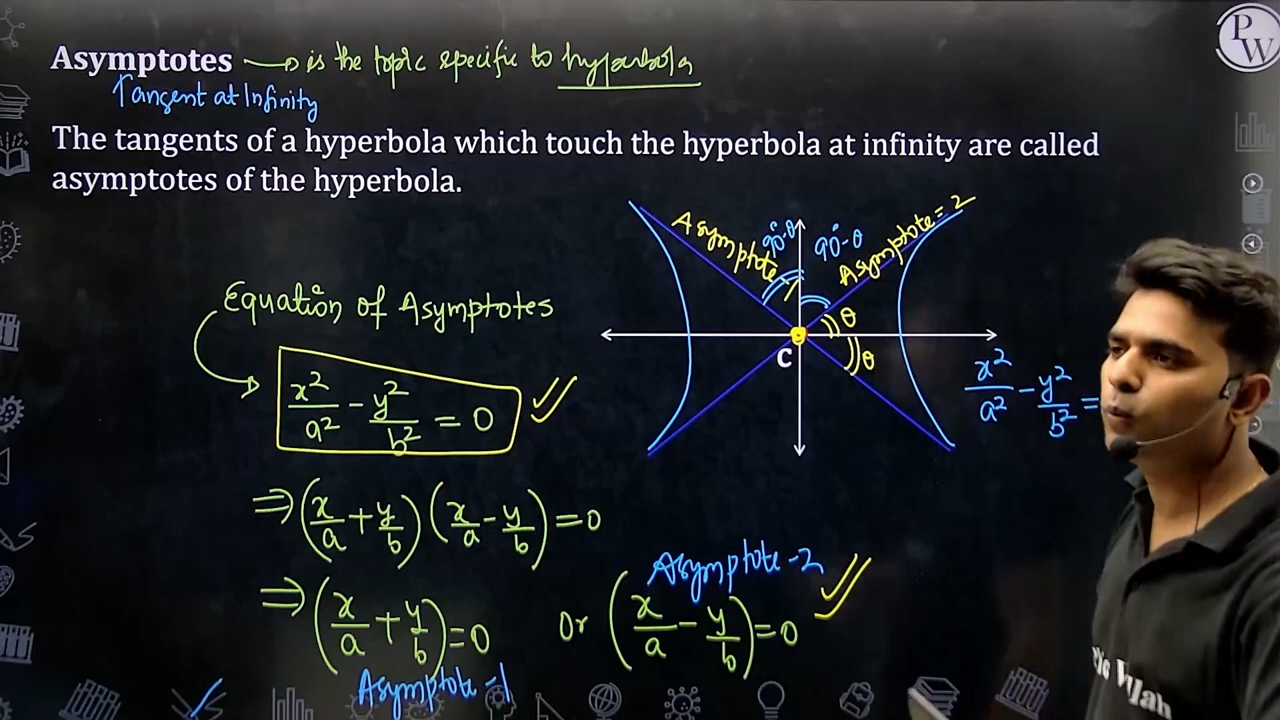 PW
Asymptotes → is the topic specific to hyperbola
Tangent at Infinity
The tangents of a hyperbola which touch the hyperbola at infinity are called
asymptotes of the hyperbola.
Asymptote 1
90°-θ
90°-θ
Asymptote=2
θ
θ
C
Equation of Asymptotes
x²/a² - y²/b² = 0
x²/a² - y²/b² =
⇒ (x/a + y/b) (x/a - y/b) = 0
Asymptote-2
⇒ (x/a + y/b) = 0 Or (x/a - y/b) = 0
Asymptote-1